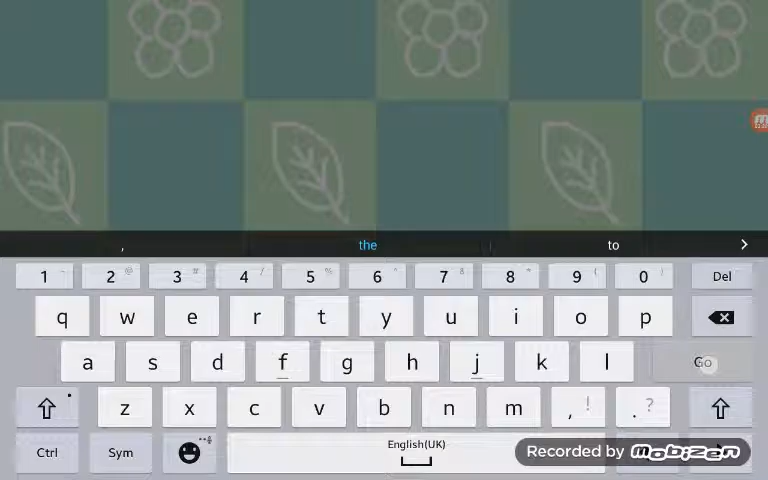 , the to
1 2 @ 3 # 4 / 5 % 6 ^ 7 & 8 * 9 ( 0 ) Del
q w e r t y u i o p
a s d f g h j k l Go
z x c v b n m , ! . ?
Ctrl Sym English(UK)
Recorded by mobizen